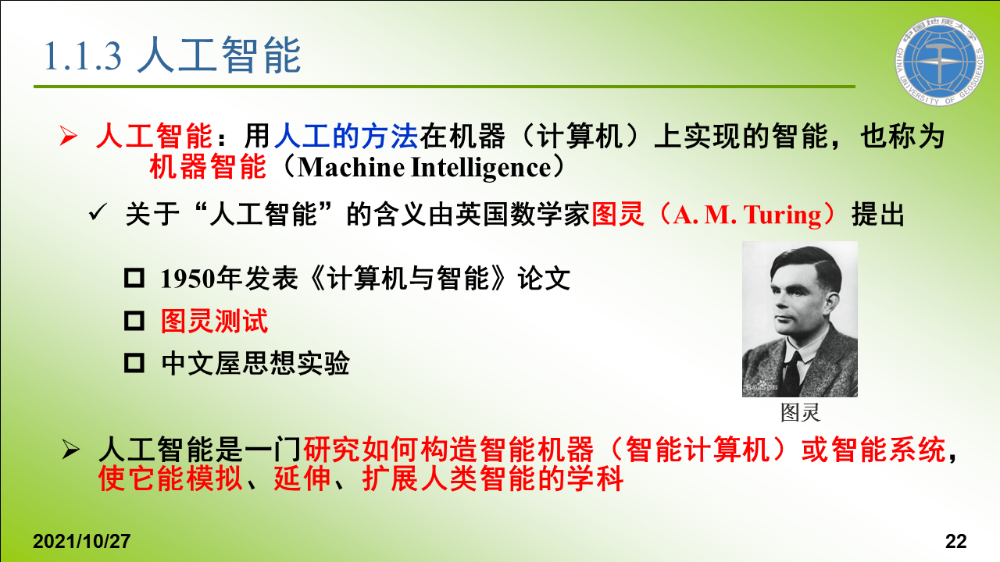 1.1.3 人工智能
中国地质大学
CHINA UNIVERSITY OF GEOSCIENCES
人工智能：用人工的方法在机器（计算机）上实现的智能，也称为
机器智能（Machine Intelligence）
关于“人工智能”的含义由英国数学家图灵（A. M. Turing）提出
1950年发表《计算机与智能》论文
图灵测试
中文屋思想实验
图灵
人工智能是一门研究如何构造智能机器（智能计算机）或智能系统，
使它能模拟、延伸、扩展人类智能的学科
2021/10/27
22